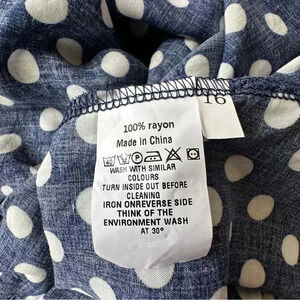 16
100% rayon
Made in China
WASH WITH SIMILAR
COLOURS
TURN INSIDE OUT BEFORE
CLEANING
IRON ONREVERSE SIDE
THINK OF THE
ENVIRONMENT WASH
AT 30°